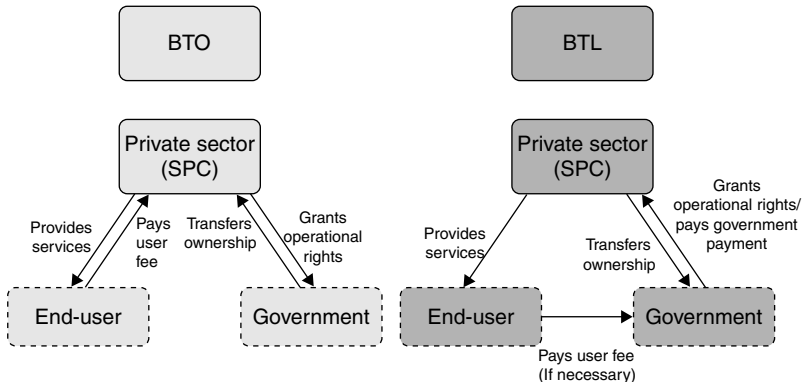 BTO
Private sector
(SPC)
Provides
services
Pays
user
fee
Transfers
ownership
Grants
operational
rights
End-user
Government
BTL
Private sector
(SPC)
Provides
services
Transfers
ownership
Grants
operational rights/
pays government
payment
End-user
Government
Pays user fee
(If necessary)